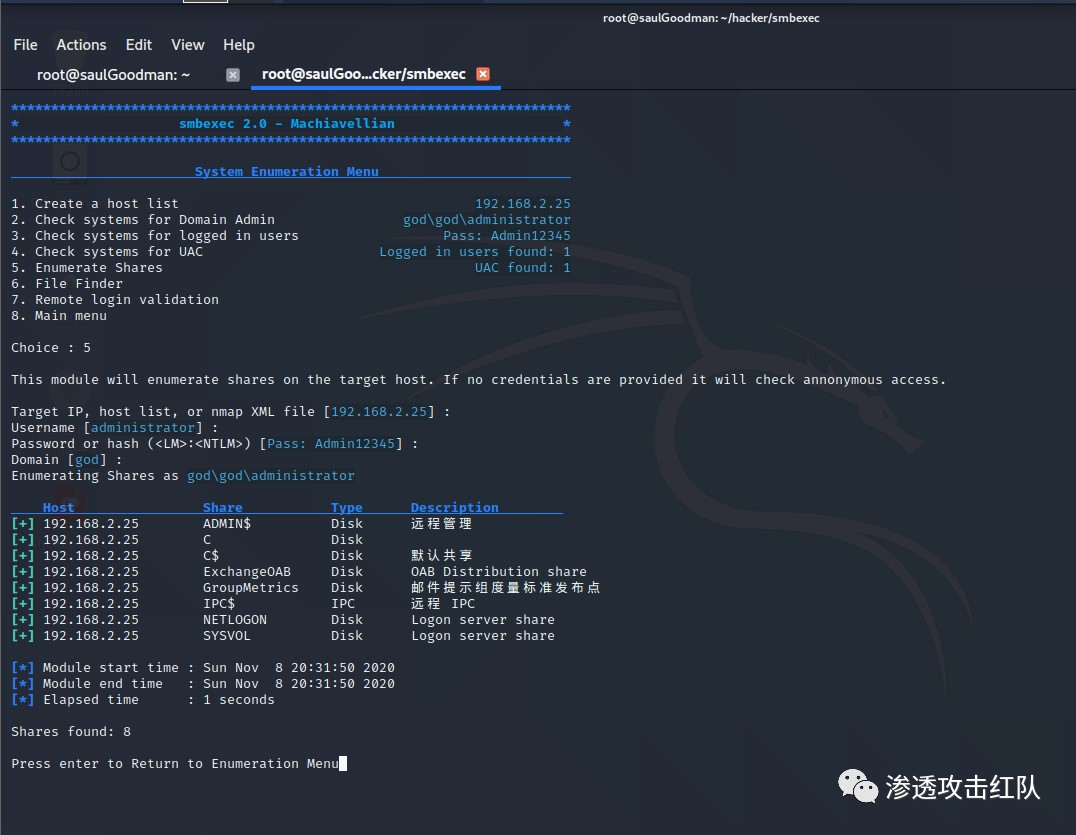 root@saulGoodman: ~/hacker/smbexec
File Actions Edit View Help
root@saulGoodman: ~ root@saulGoo...cker/smbexec
***********************************************************************
* smbexec 2.0 - Machiavellian *
***********************************************************************
System Enumeration Menu
1. Create a host list 192.168.2.25
2. Check systems for Domain Admin god\god\administrator
3. Check systems for logged in users Pass: Admin12345
4. Check systems for UAC Logged in users found: 1
5. Enumerate Shares UAC found: 1
6. File Finder
7. Remote login validation
8. Main menu
Choice : 5
This module will enumerate shares on the target host. If no credentials are provided it will check annonymous access.
Target IP, host list, or nmap XML file [192.168.2.25] :
Username [administrator] :
Password or hash (<LM>:<NTLM>) [Pass: Admin12345] :
Domain [god] :
Enumerating Shares as god\god\administrator
Host Share Type Description
[+] 192.168.2.25 ADMIN$ Disk 远程管理
[+] 192.168.2.25 C Disk
[+] 192.168.2.25 C$ Disk 默认共享
[+] 192.168.2.25 ExchangeOAB Disk OAB Distribution share
[+] 192.168.2.25 GroupMetrics Disk 邮件提示组度量标准发布点
[+] 192.168.2.25 IPC$ IPC 远程 IPC
[+] 192.168.2.25 NETLOGON Disk Logon server share
[+] 192.168.2.25 SYSVOL Disk Logon server share
[*] Module start time : Sun Nov  8 20:31:50 2020
[*] Module end time   : Sun Nov  8 20:31:50 2020
[*] Elapsed time      : 1 seconds
Shares found: 8
Press enter to Return to Enumeration Menu
渗透攻击红队